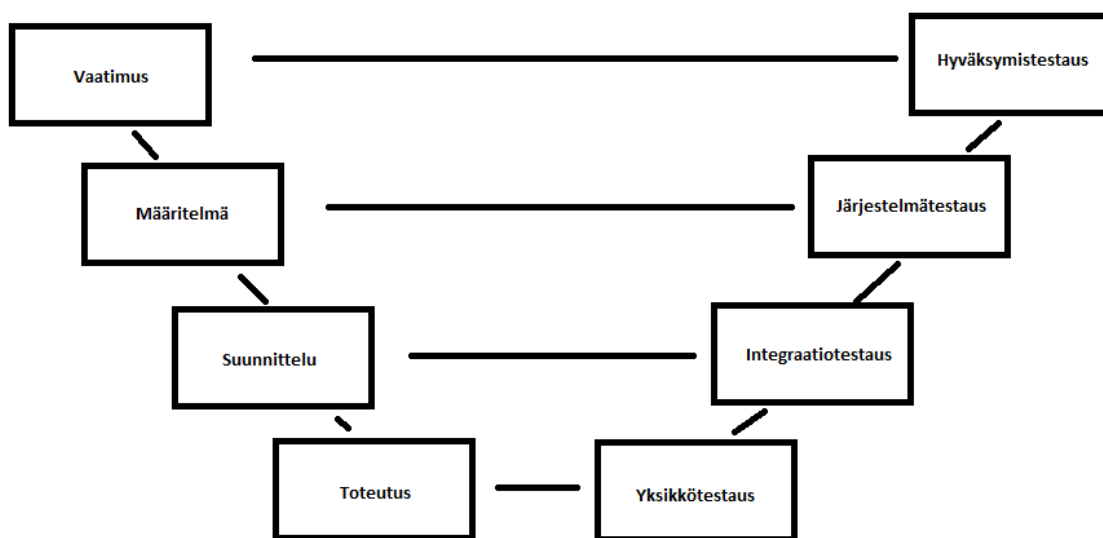 Vaatimus
Hyväksymistestaus
Määritelmä
Järjestelmätestaus
Suunnittelu
Integraatiotestaus
Toteutus
Yksikkötestaus